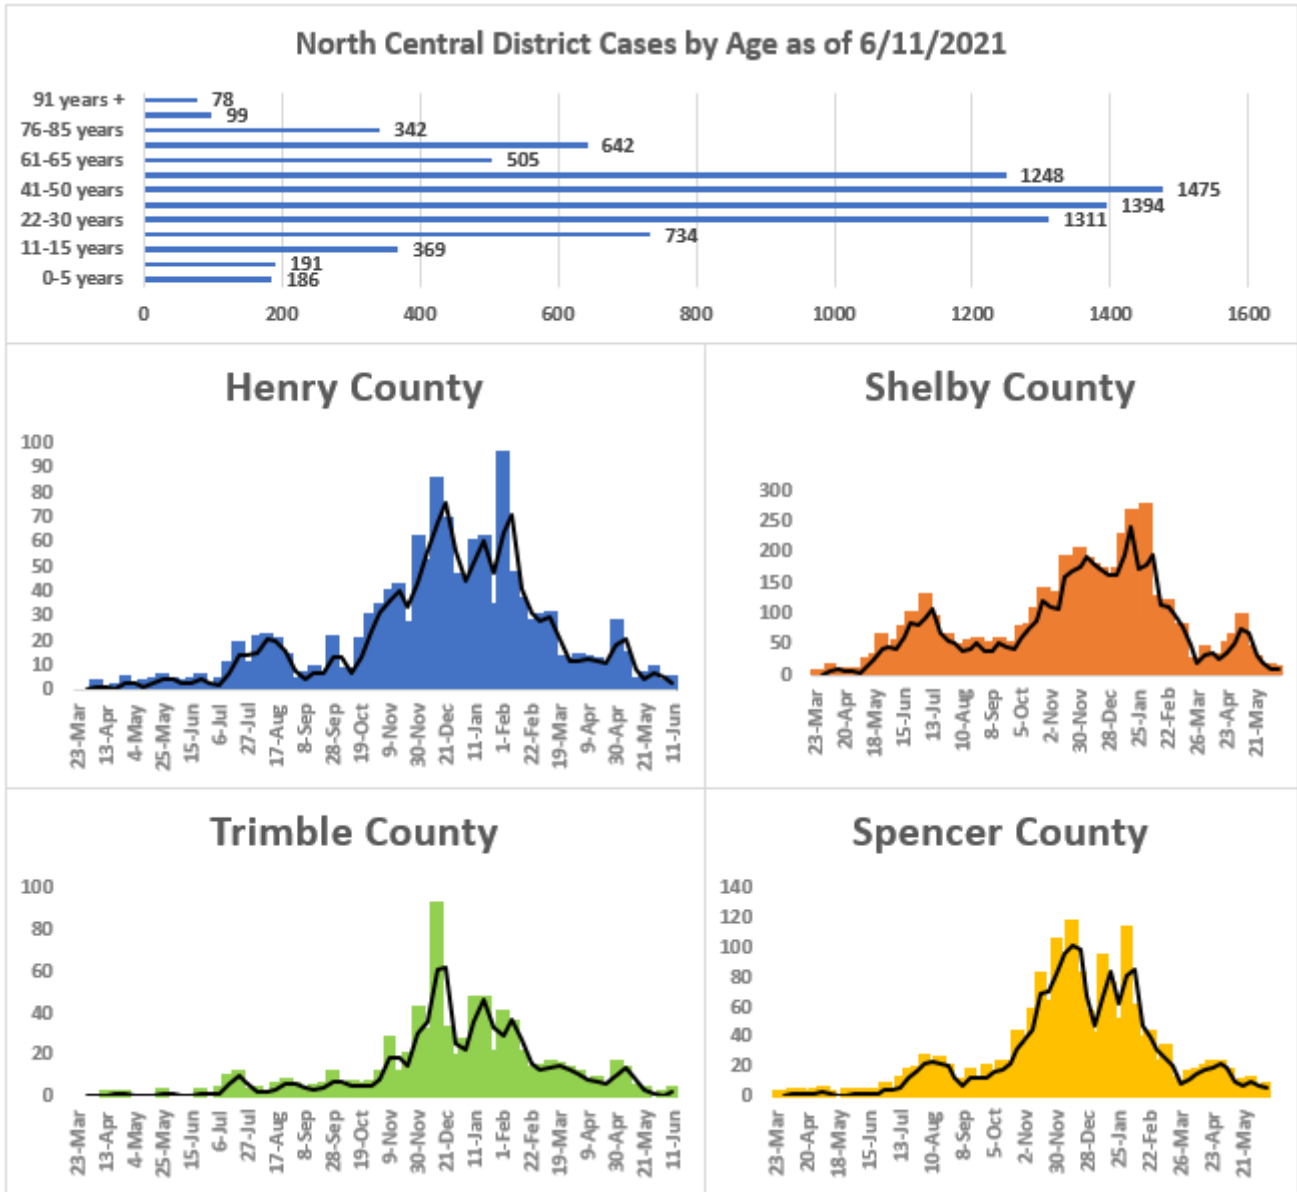 North Central District Cases by Age as of 6/11/2021
91 years +
78
99
76-85 years
342
642
61-65 years
505
1248
41-50 years
1475
1394
22-30 years
1311
734
11-15 years
369
191
0-5 years
186
0 200 400 600 800 1000 1200 1400 1600
Henry County
100
90
80
70
60
50
40
30
20
10
0
23-Mar 13-Apr 4-May 25-May 15-Jun 6-Jul 27-Jul 17-Aug 8-Sep 28-Sep 19-Oct 9-Nov 30-Nov 21-Dec 11-Jan 1-Feb 22-Feb 19-Mar 9-Apr 30-Apr 21-May 11-Jun
Shelby County
300
250
200
150
100
50
0
23-Mar 20-Apr 18-May 15-Jun 13-Jul 10-Aug 8-Sep 5-Oct 2-Nov 30-Nov 28-Dec 25-Jan 22-Feb 26-Mar 23-Apr 21-May
Trimble County
100
80
60
40
20
0
23-Mar 13-Apr 4-May 25-May 15-Jun 6-Jul 27-Jul 17-Aug 8-Sep 28-Sep 19-Oct 9-Nov 30-Nov 21-Dec 11-Jan 1-Feb 22-Feb 19-Mar 9-Apr 30-Apr 21-May 11-Jun
Spencer County
140
120
100
80
60
40
20
0
23-Mar 20-Apr 18-May 15-Jun 13-Jul 10-Aug 8-Sep 5-Oct 2-Nov 30-Nov 28-Dec 25-Jan 22-Feb 26-Mar 23-Apr 21-May